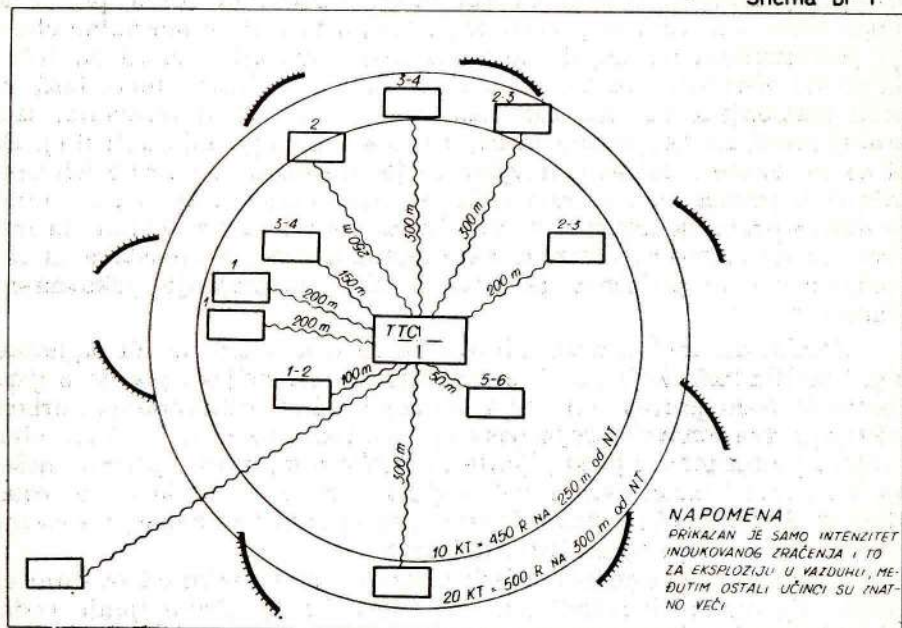 Shema br 1
3-4
2-3
2
3-4
2-3
1
1
250 m
300 m
300 m
150 m
200 m
200 m
200 m
TTC
1-2
100 m
50 m
5-6
300 m
10 KT = 450 R NA 250 m od NT
20 KT = 500 R NA 300 m od NT
NAPOMENA
PRIKAZAN JE SAMO INTENZITET
INDUKOVANOG ZRAČENJA I TO
ZA EKSPLOZIJU U VAZDUHU, ME-
ĐUTIM OSTALI UČINCI SU ZNAT-
NO VEĆI